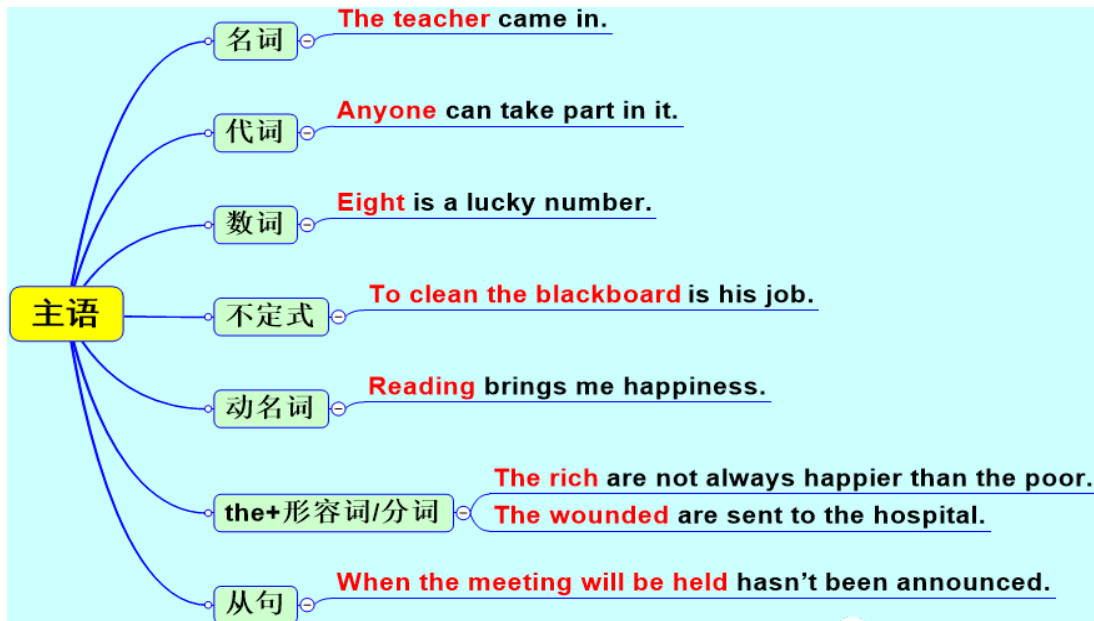 主语
名词
The teacher came in.
代词
Anyone can take part in it.
数词
Eight is a lucky number.
不定式
To clean the blackboard is his job.
动名词
Reading brings me happiness.
the+形容词/分词
The rich are not always happier than the poor.
The wounded are sent to the hospital.
从句
When the meeting will be held hasn’t been announced.